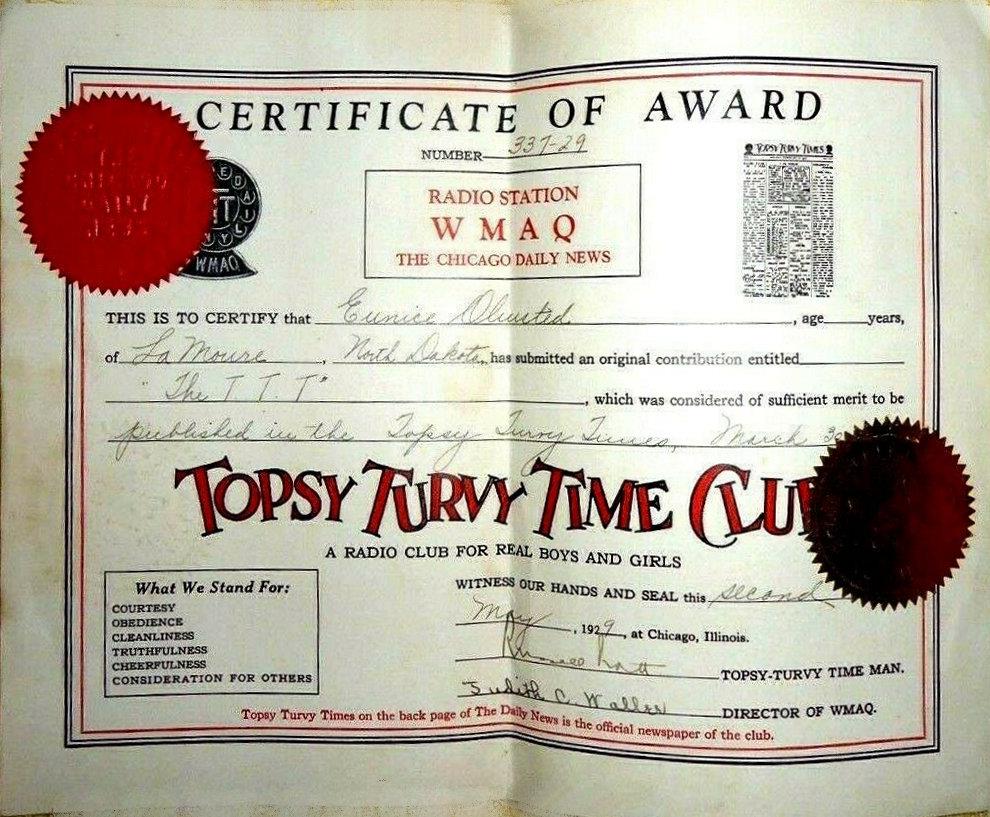 CERTIFICATE OF AWARD
NUMBER 337-29
RADIO STATION
WMAQ
THE CHICAGO DAILY NEWS
WMAQ
TOPSY TURVY TIMES
THIS IS TO CERTIFY that Eunice Olmsted, age years,
of La Moure, North Dakota, has submitted an original contribution entitled
"The T. T. T", which was considered of sufficient merit to be
published in the Topsy Turvy Times, March
TOPSY TURVY TIME CLUB
A RADIO CLUB FOR REAL BOYS AND GIRLS
What We Stand For:
COURTESY
OBEDIENCE
CLEANLINESS
TRUTHFULNESS
CHEERFULNESS
CONSIDERATION FOR OTHERS
WITNESS OUR HANDS AND SEAL this second
May, 1929, at Chicago, Illinois.
TOPSY-TURVY TIME MAN.
Judith C. Waller DIRECTOR OF WMAQ.
Topsy Turvy Times on the back page of The Daily News is the official newspaper of the club.